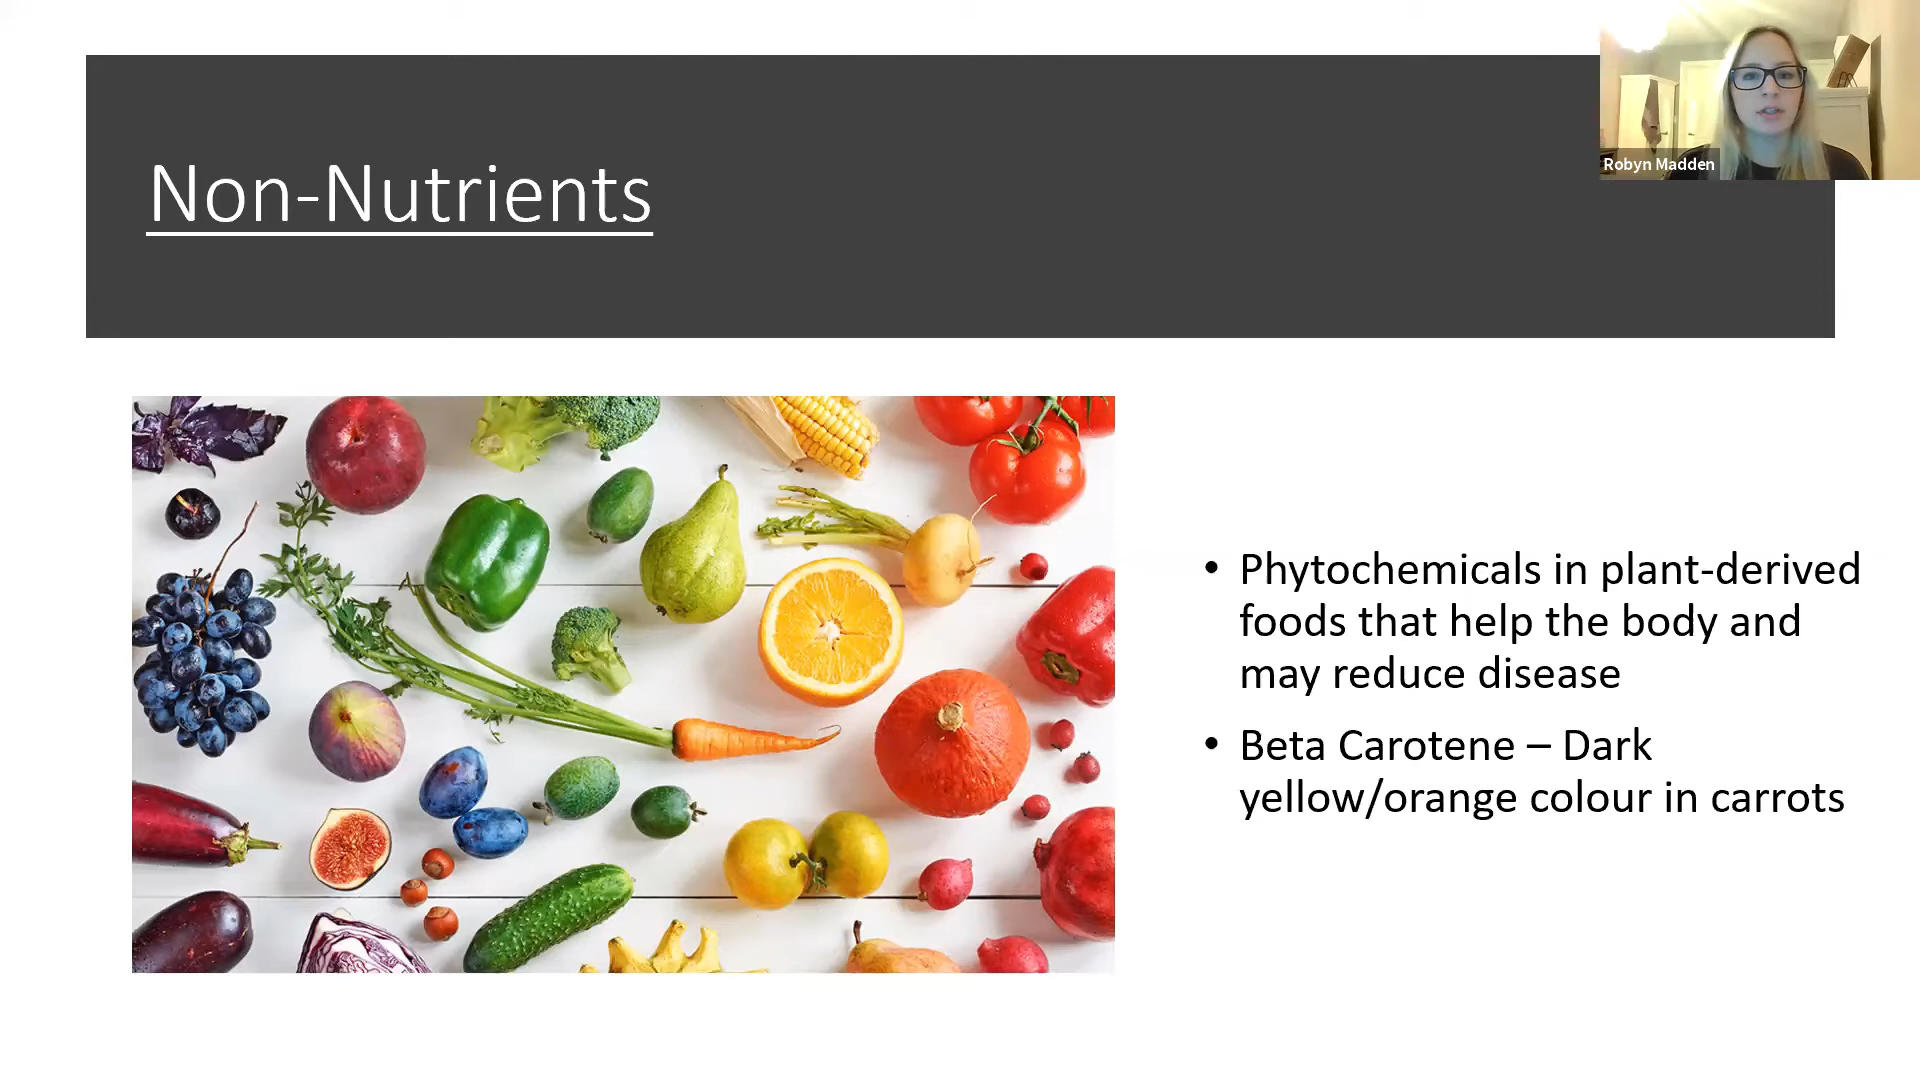 Non-Nutrients
Robyn Madden
• Phytochemicals in plant-derived
foods that help the body and
may reduce disease
• Beta Carotene – Dark
yellow/orange colour in carrots